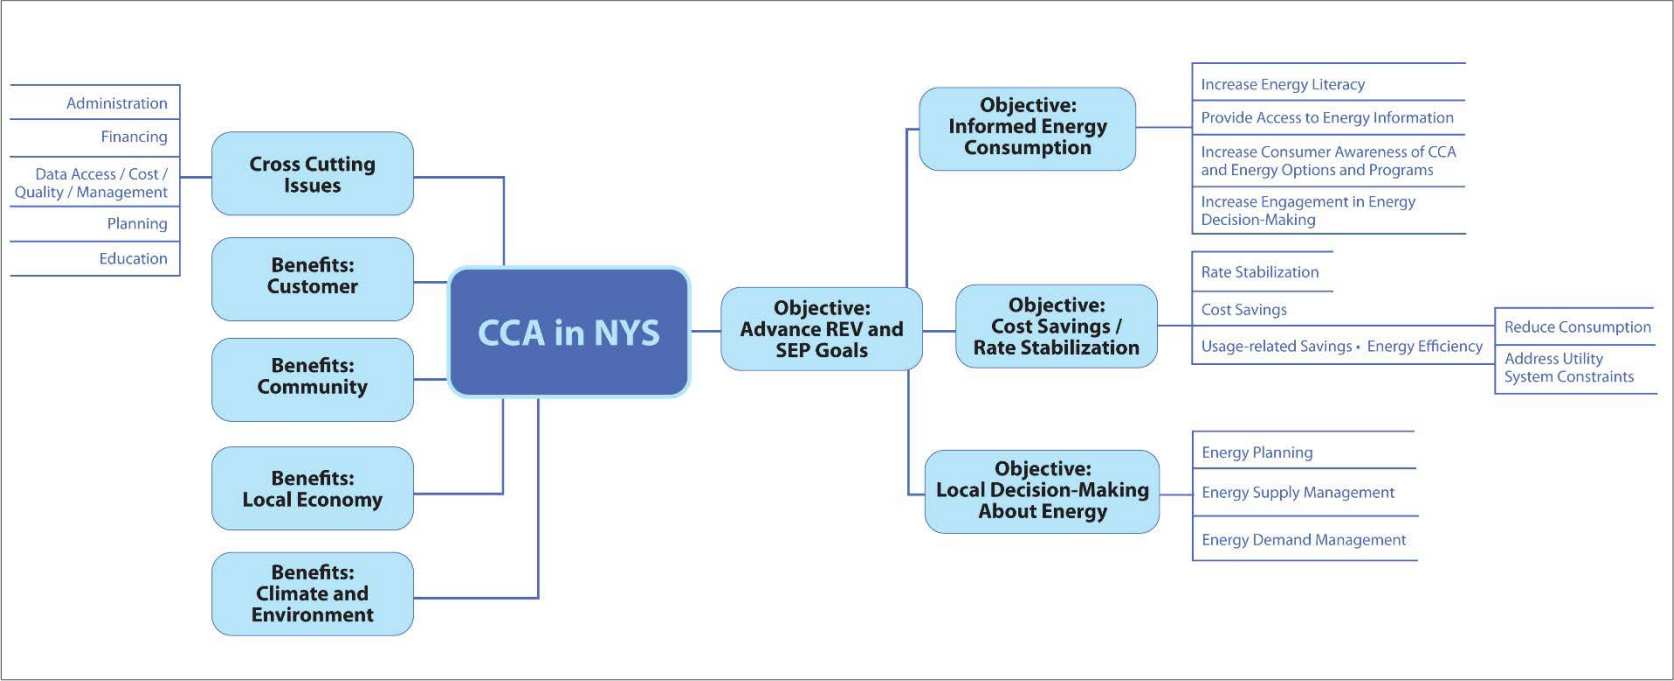 Administration
Financing
Data Access / Cost /
Quality / Management
Planning
Education
Cross Cutting
Issues
Benefits:
Customer
Benefits:
Community
Benefits:
Local Economy
Benefits:
Climate and
Environment
CCA in NYS
Objective:
Advance REV and
SEP Goals
Objective:
Informed Energy
Consumption
Increase Energy Literacy
Provide Access to Energy Information
Increase Consumer Awareness of CCA
and Energy Options and Programs
Increase Engagement in Energy
Decision-Making
Objective:
Cost Savings /
Rate Stabilization
Rate Stabilization
Cost Savings
Usage-related Savings • Energy Efficiency
Reduce Consumption
Address Utility
System Constraints
Objective:
Local Decision-Making
About Energy
Energy Planning
Energy Supply Management
Energy Demand Management